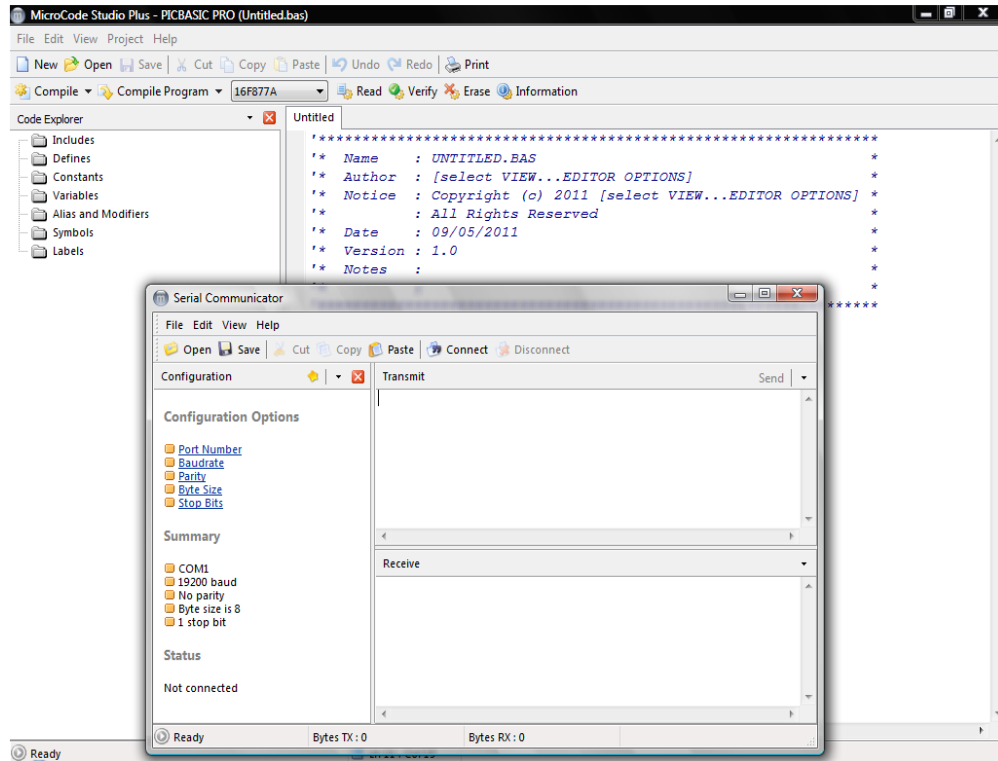 MicroCode Studio Plus - PICBASIC PRO (Untitled.bas)
File Edit View Project Help
New Open Save Cut Copy Paste Undo Redo Print
Compile Compile Program 16F877A Read Verify Erase Information
Code Explorer
Includes
Defines
Constants
Variables
Alias and Modifiers
Symbols
Labels
Untitled
'****************************************************************
'* Name : UNTITLED.BAS *
'* Author : [select VIEW...EDITOR OPTIONS] *
'* Notice : Copyright (c) 2011 [select VIEW...EDITOR OPTIONS] *
'* : All Rights Reserved *
'* Date : 09/05/2011 *
'* Version : 1.0 *
'* Notes : *
*
******
Serial Communicator
File Edit View Help
Open Save Cut Copy Paste Connect Disconnect
Configuration
Configuration Options
Port Number
Baudrate
Parity
Byte Size
Stop Bits
Summary
COM1
19200 baud
No parity
Byte size is 8
1 stop bit
Status
Not connected
Transmit Send
Receive
Ready Bytes TX : 0 Bytes RX : 0
Ready